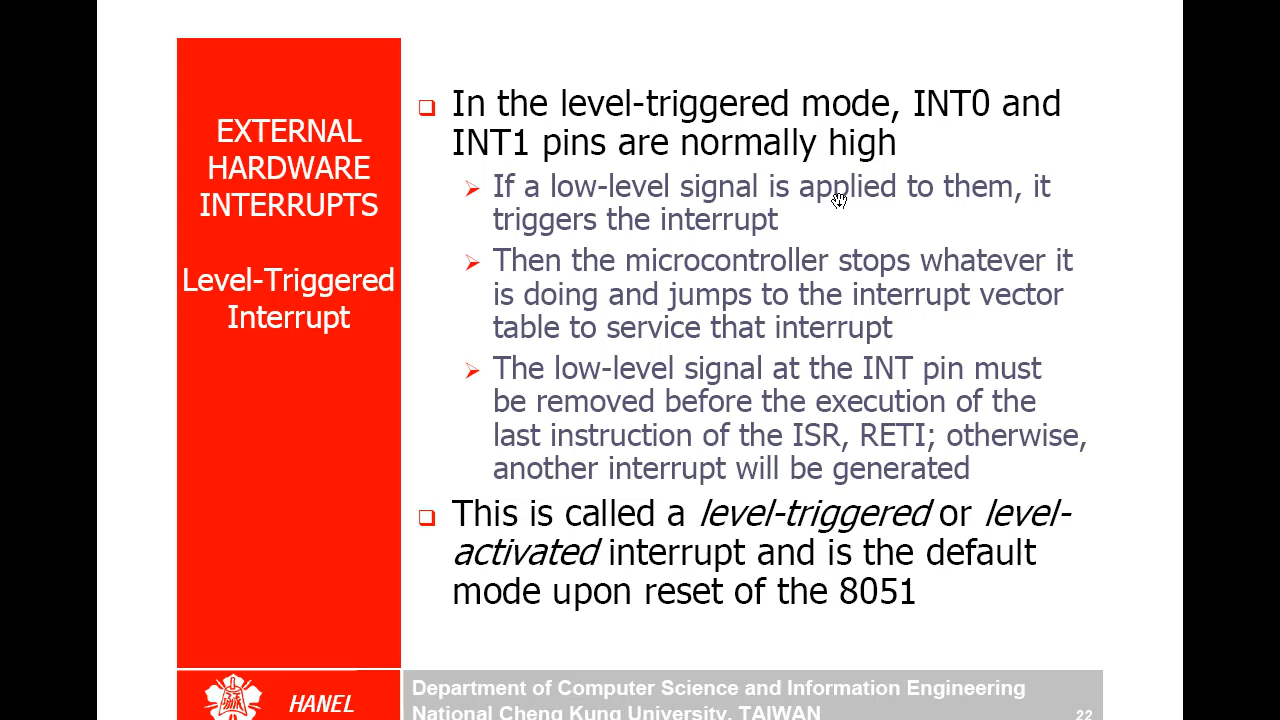 EXTERNAL
HARDWARE
INTERRUPTS
Level-Triggered
Interrupt
In the level-triggered mode, INT0 and
INT1 pins are normally high
If a low-level signal is applied to them, it
triggers the interrupt
Then the microcontroller stops whatever it
is doing and jumps to the interrupt vector
table to service that interrupt
The low-level signal at the INT pin must
be removed before the execution of the
last instruction of the ISR, RETI; otherwise,
another interrupt will be generated
This is called a level-triggered or level-
activated interrupt and is the default
mode upon reset of the 8051
HANEL
Department of Computer Science and Information Engineering
National Cheng Kung University, TAIWAN
22